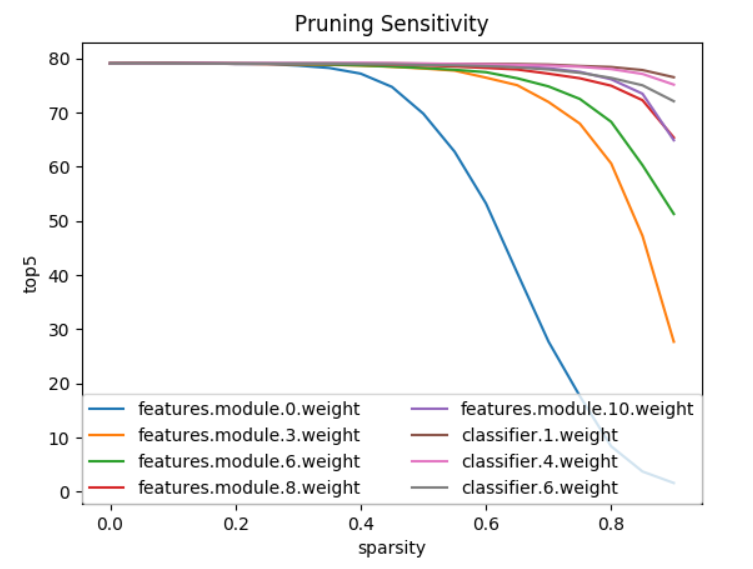 Pruning Sensitivity
80
70
60
50
40
30
20
10
0
top5
features.module.0.weight
features.module.3.weight
features.module.6.weight
features.module.8.weight
features.module.10.weight
classifier.1.weight
classifier.4.weight
classifier.6.weight
0.0 0.2 0.4 0.6 0.8
sparsity